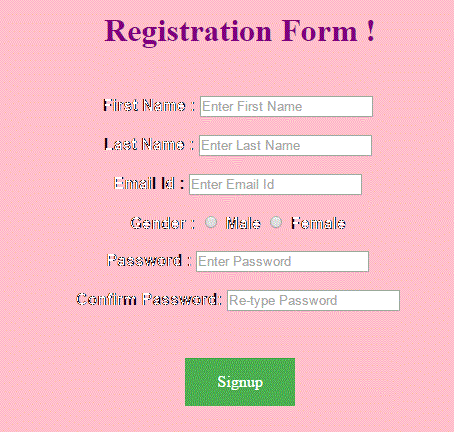 Registration Form !
First Name : Enter First Name
Last Name : Enter Last Name
Email Id : Enter Email Id
Gender : Male Female
Password : Enter Password
Confirm Password: Re-type Password
Signup